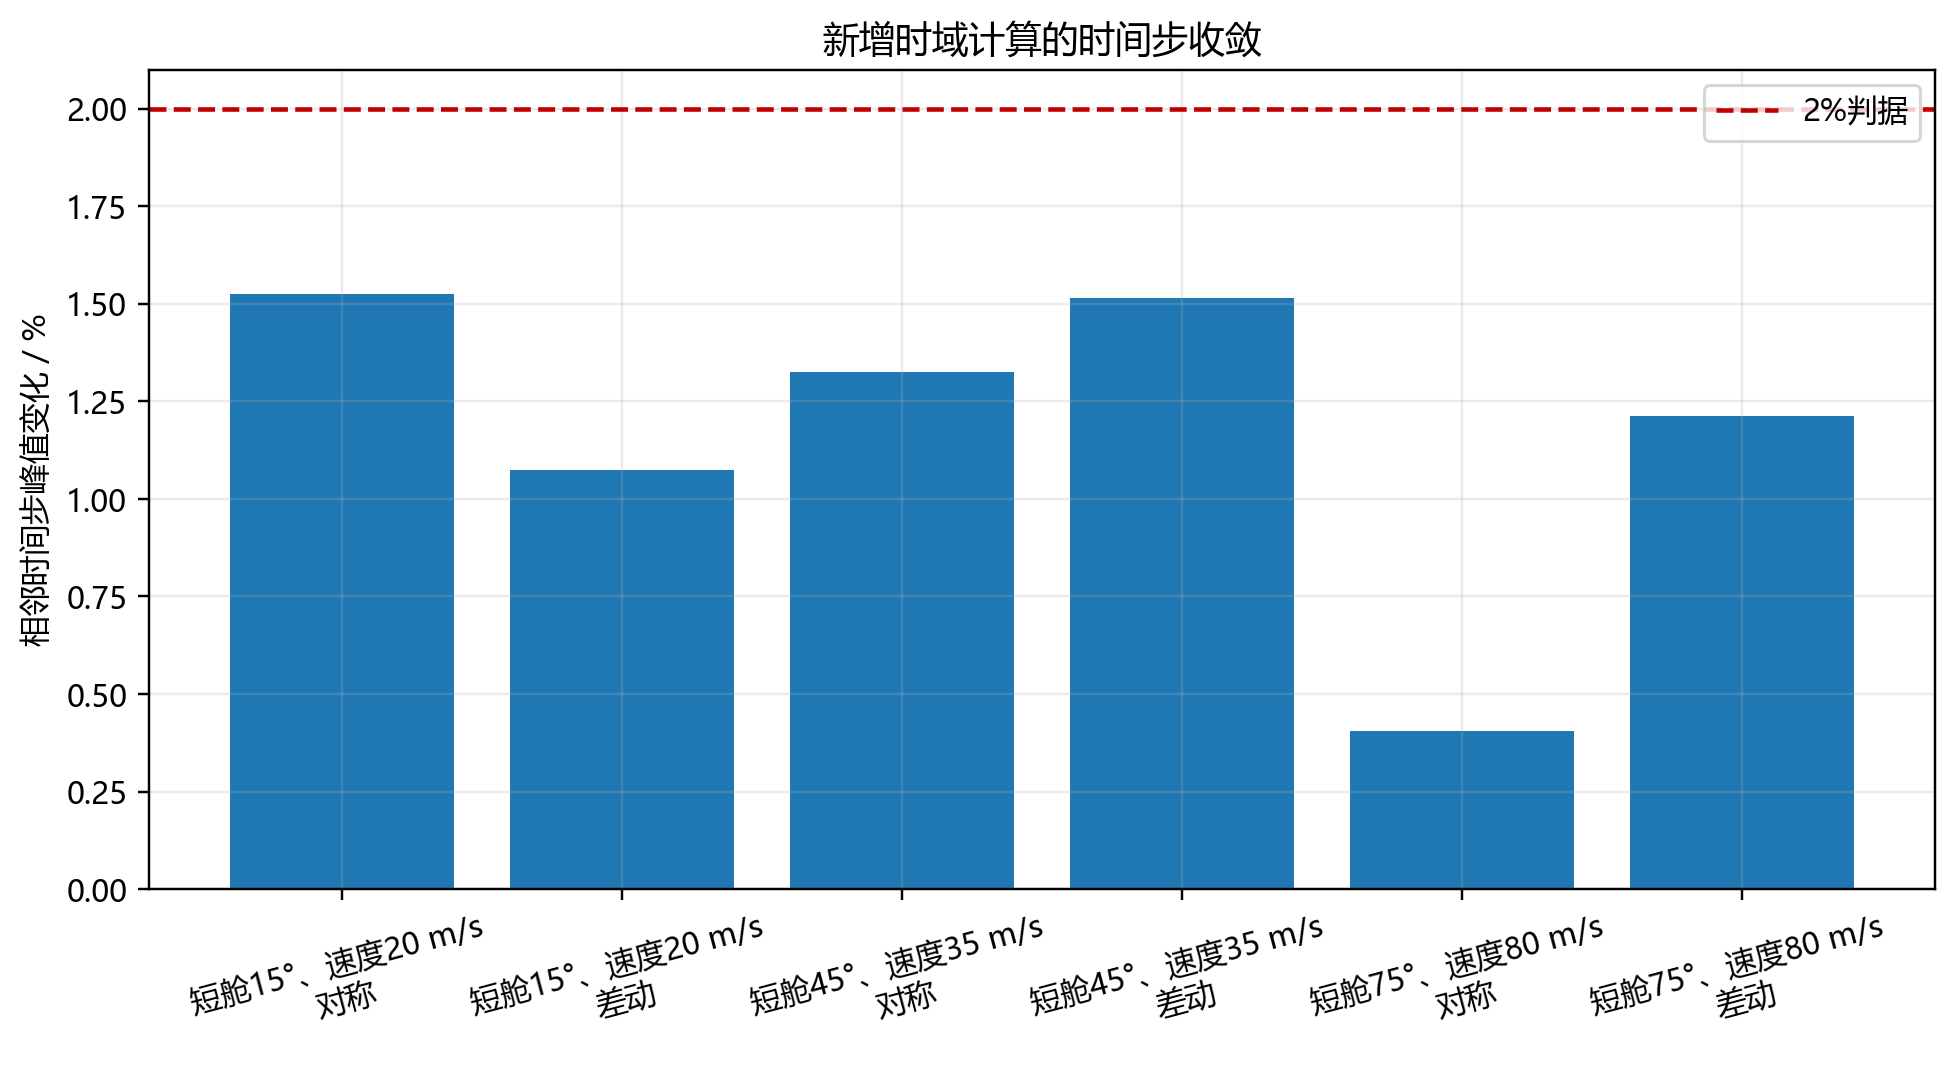 新增时域计算的时间步收敛
2%判据
相邻时间步峰值变化 / %
2.00
1.75
1.50
1.25
1.00
0.75
0.50
0.25
0.00
短舱15°、速度20 m/s
对称
短舱15°、速度20 m/s
差动
短舱45°、速度35 m/s
对称
短舱45°、速度35 m/s
差动
短舱75°、速度80 m/s
对称
短舱75°、速度80 m/s
差动